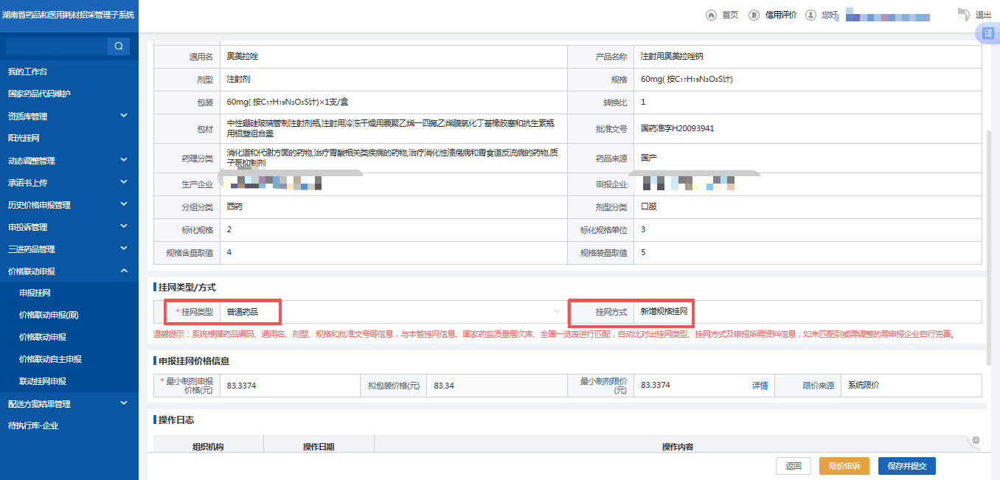 湖南省药品和医用耗材招采管理子系统
首页
信用评价
您好
退出
译
我的工作台
国家药品代码维护
资质库管理
阳光挂网
动态调整管理
承诺书上传
历史价格申报管理
申投诉管理
三进药品管理
价格联动申报
申报挂网
价格联动申报(原)
价格联动申报
价格联动自主申报
联动挂网申报
配送方案结果管理
待执行库-企业
通用名 奥美拉唑 产品名称 注射用奥美拉唑钠
剂型 注射剂 规格 60mg( 按C₁₇H₁₉N₃O₃S计)
包装 60mg( 按C₁₇H₁₉N₃O₃S计)×1支/盒 转换比 1
包材 中性硼硅玻璃管制注射剂瓶,注射用冷冻干燥用覆聚乙烯一四氟乙烯膜氯化丁基橡胶塞和抗生素瓶
用铝塑组合盖
批准文号 国药准字H20093941
药理分类 消化道和代谢方面的药物,治疗胃酸相关类疾病的药物,治疗消化性溃疡病和胃食道反流病的药物,质
子泵抑制剂
药品来源 国产
生产企业 申报企业
分组分类 西药 剂型分类 口服
标化规格 2 标化规格单位 3
规格含量取值 4 规格装量取值 5
挂网类型/方式
* 挂网类型 普通药品 挂网方式 新增规格挂网
温馨提示：系统根据药品编码、通用名、剂型、规格和批准文号等信息，与本省挂网信息、国家药监质量层次库、全国一览表进行匹配，自动比对出挂网类型、挂网方式及申报所需资料信息，如未匹配到或需调整的需申报企业自行完善。
申报挂网价格信息
* 最小制剂申报
价格(元)
83.3374 拟包装价格(元) 83.34
最小制剂限价
(元)
83.3374 详情 限价来源 系统限价
操作日志
组织机构 操作日期 操作内容
返回 限价申诉 保存并提交